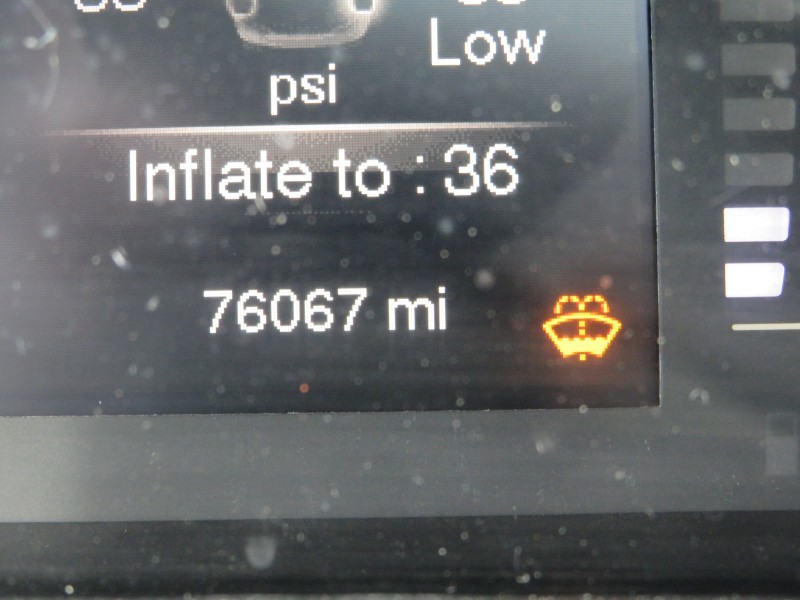 Low
psi
Inflate to : 36
76067 mi